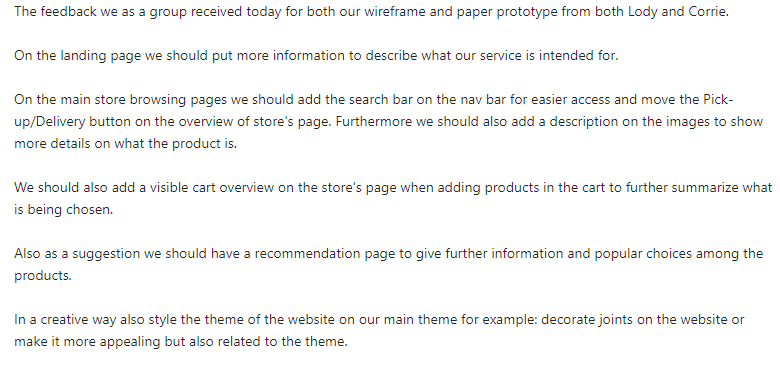 The feedback we as a group received today for both our wireframe and paper prototype from both Lody and Corrie.
On the landing page we should put more information to describe what our service is intended for.
On the main store browsing pages we should add the search bar on the nav bar for easier access and move the Pick-
up/Delivery button on the overview of store's page. Furthermore we should also add a description on the images to show
more details on what the product is.
We should also add a visible cart overview on the store's page when adding products in the cart to further summarize what
is being chosen.
Also as a suggestion we should have a recommendation page to give further information and popular choices among the
products.
In a creative way also style the theme of the website on our main theme for example: decorate joints on the website or
make it more appealing but also related to the theme.